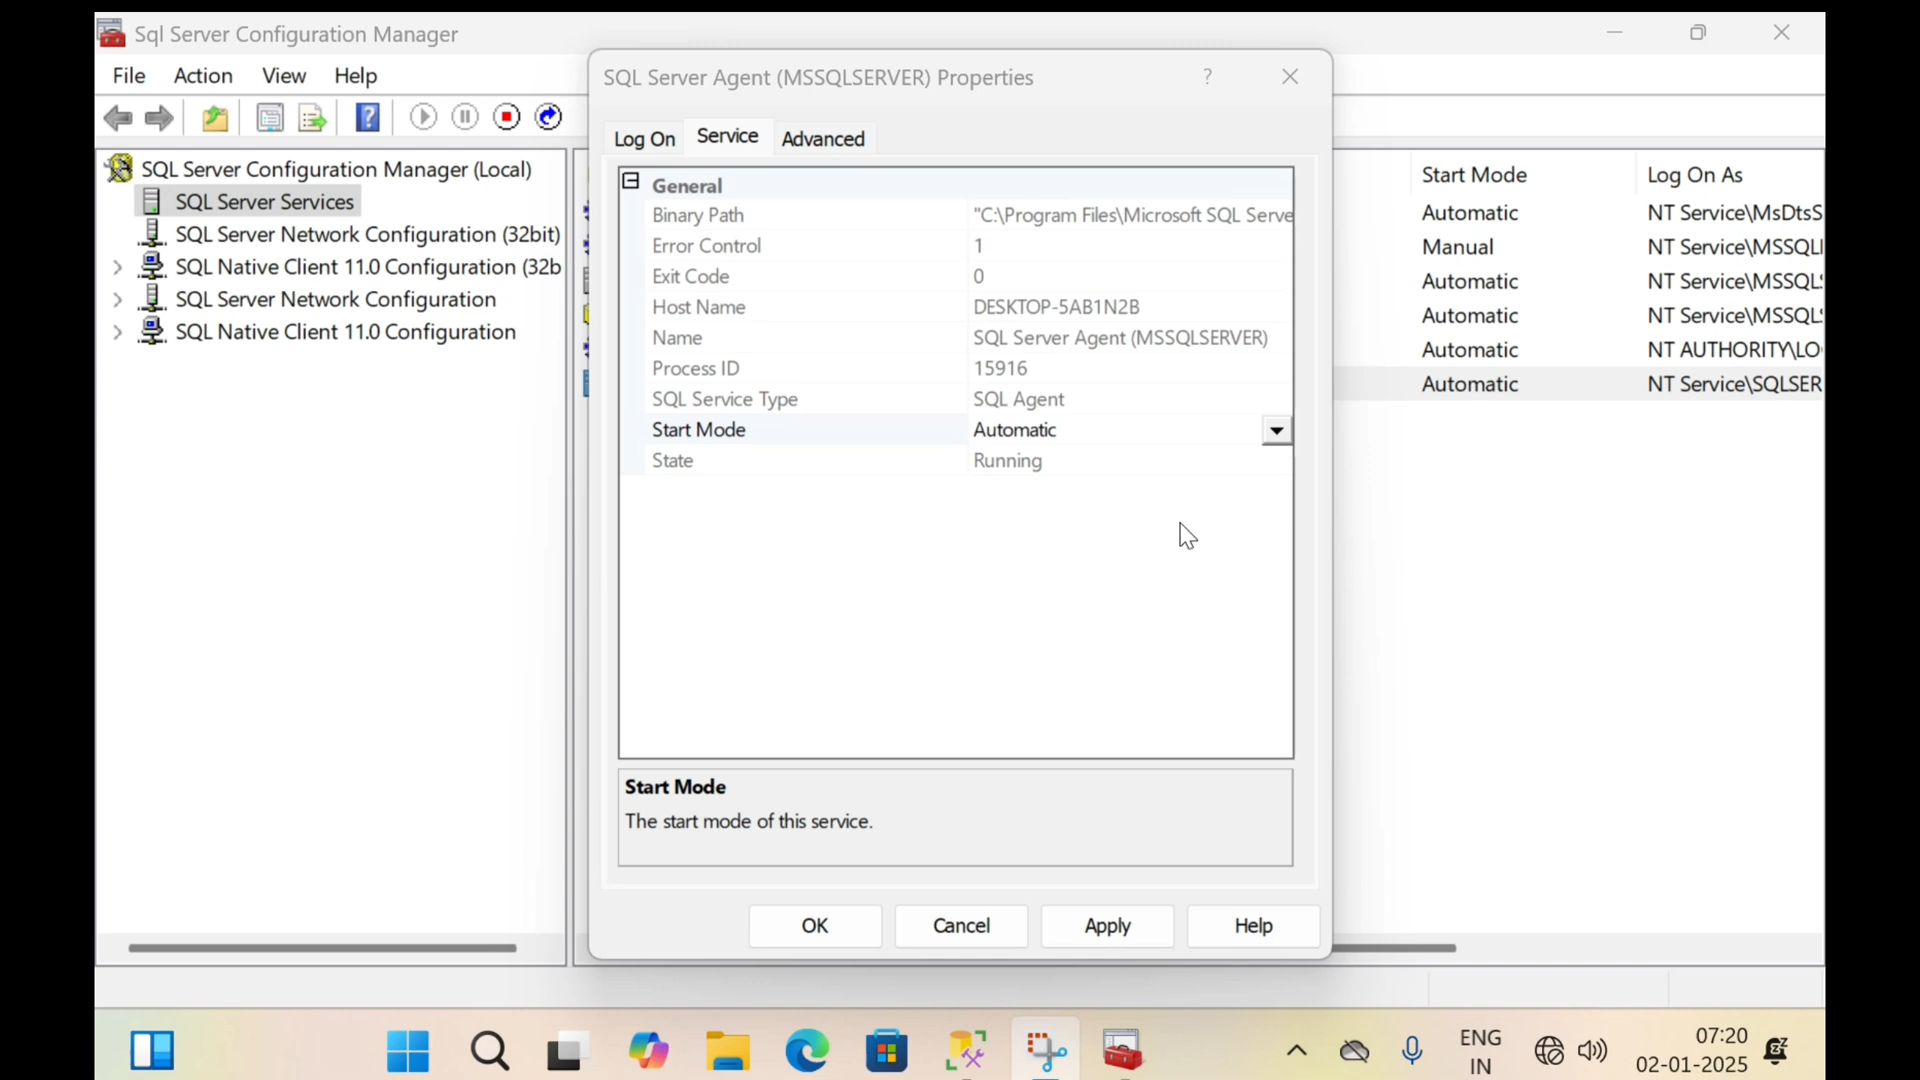 Sql Server Configuration Manager
File Action View Help
SQL Server Configuration Manager (Local)
SQL Server Services
SQL Server Network Configuration (32bit)
SQL Native Client 11.0 Configuration (32b
SQL Server Network Configuration
SQL Native Client 11.0 Configuration
SQL Server Agent (MSSQLSERVER) Properties
?
Log On Service Advanced
General
Binary Path "C:\Program Files\Microsoft SQL Serve
Error Control 1
Exit Code 0
Host Name DESKTOP-5AB1N2B
Name SQL Server Agent (MSSQLSERVER)
Process ID 15916
SQL Service Type SQL Agent
Start Mode Automatic
State Running
Start Mode
The start mode of this service.
OK Cancel Apply Help
Start Mode Log On As
Automatic NT Service\MsDtsS
Manual NT Service\MSSQLI
Automatic NT Service\MSSQLS
Automatic NT Service\MSSQLS
Automatic NT AUTHORITY\LO
Automatic NT Service\SQLSER
ENG
IN
07:20
02-01-2025